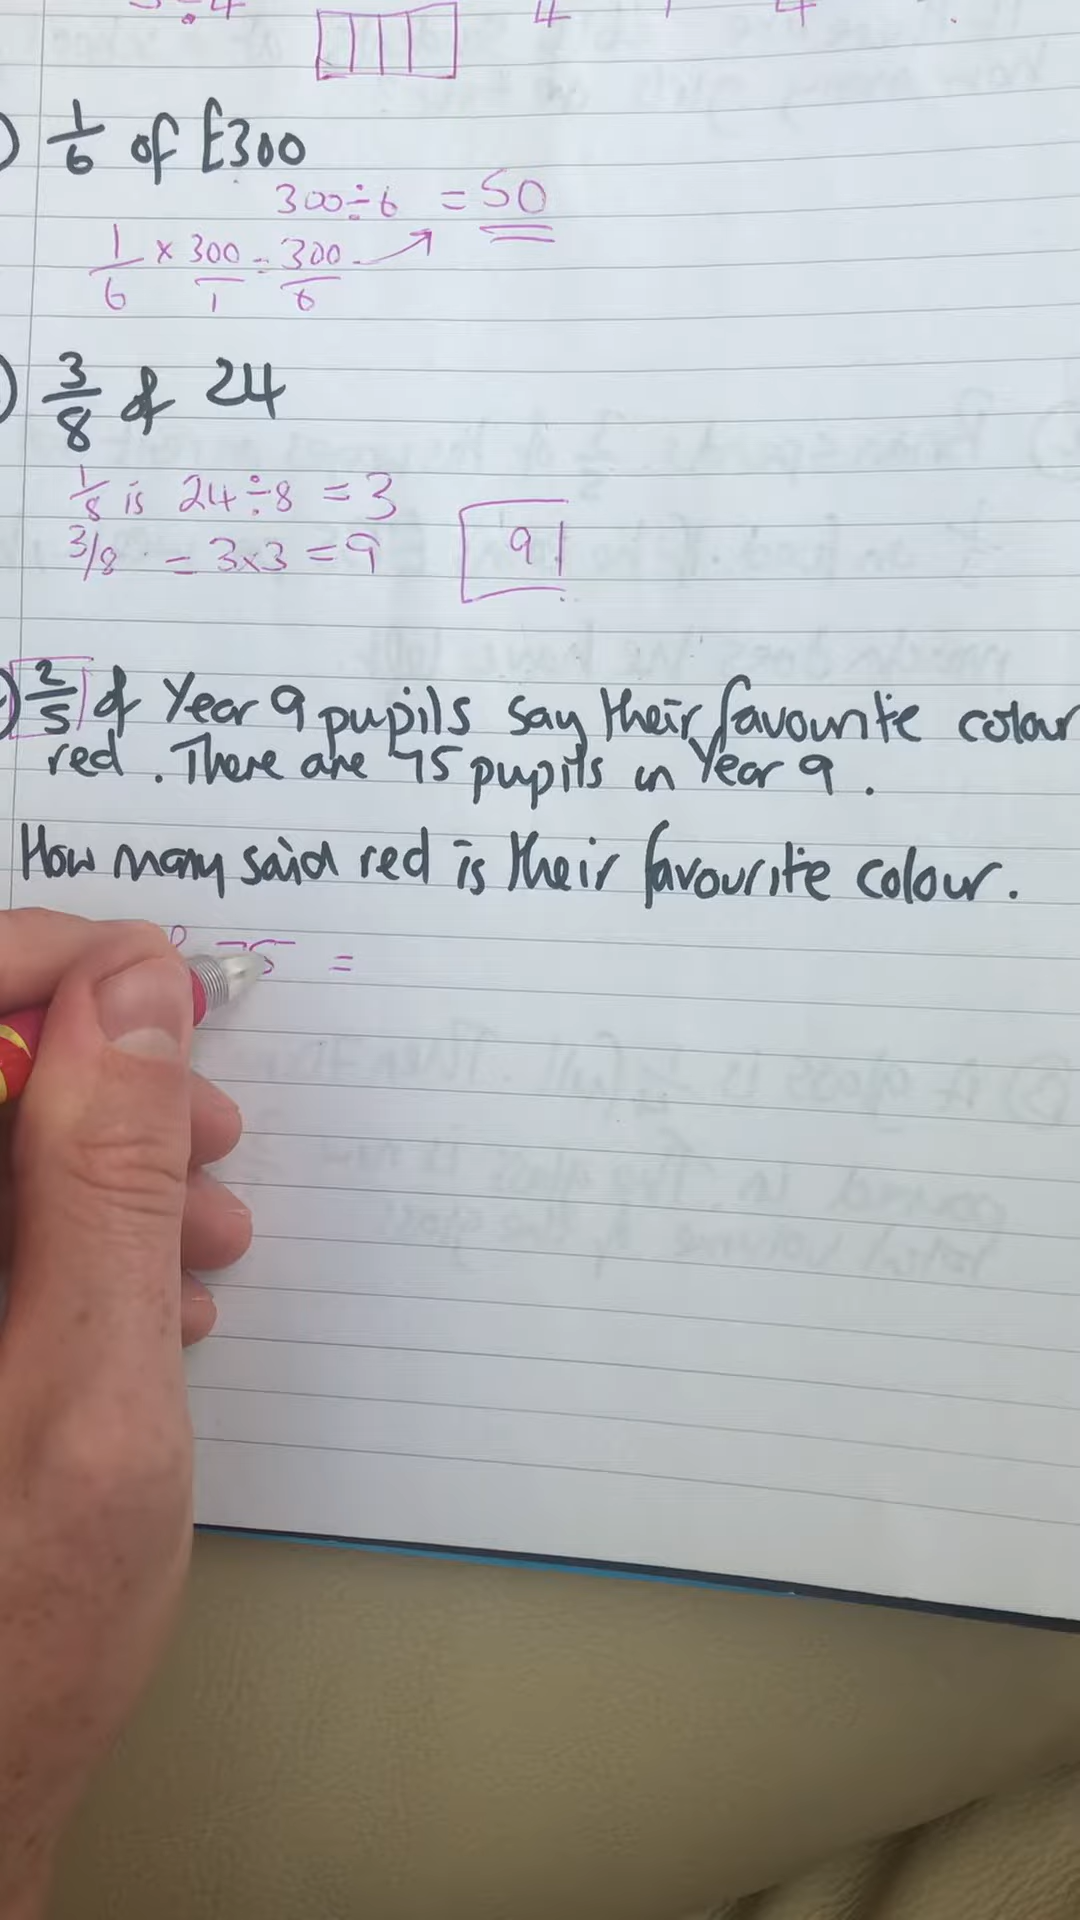 1/6 of £300
300÷6 = 50
1/6 × 300/1 = 300/6
3/8 of 24
1/8 is 24÷8 = 3
3/8 = 3×3 = 9
9
2/5 of Year 9 pupils say their favourite colour
red. There are 75 pupils in Year 9.
How many said red is their favourite colour.
75 =